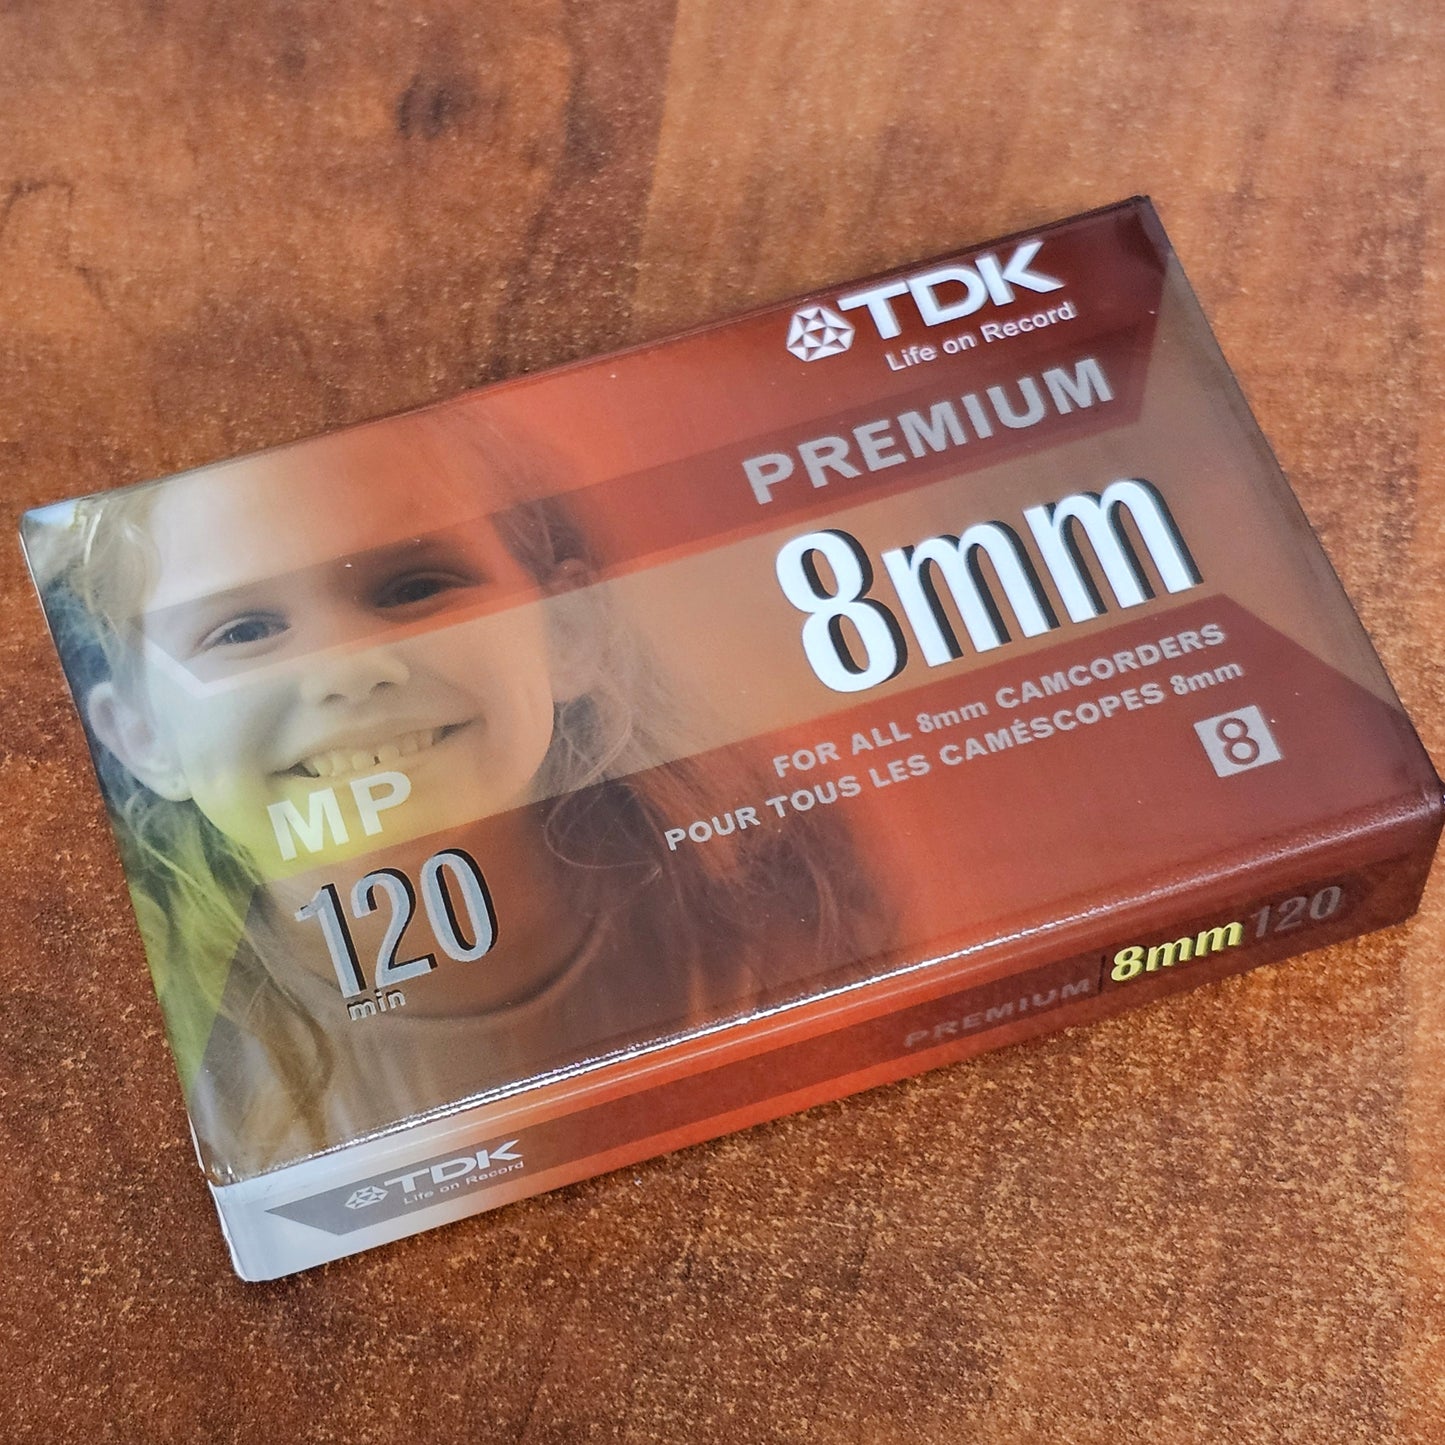 TDK
Life on Record
PREMIUM
8mm
FOR ALL 8mm CAMCORDERS
POUR TOUS LES CAMÉSCOPES 8mm
8
MP
120
min
TDK
Life on Record
PREMIUM 8mm 120